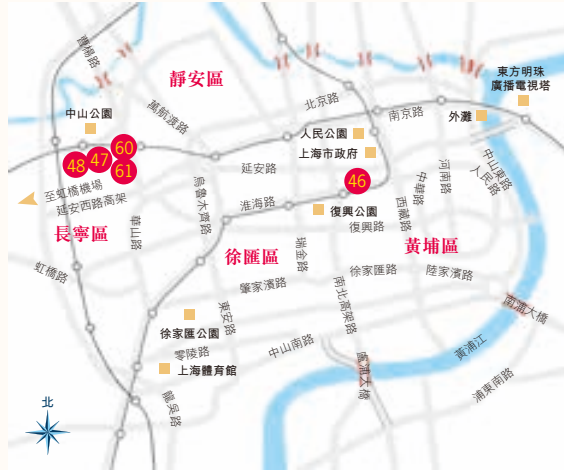 曹楊路
靜安區
東方明珠
廣播電視塔
中山公園
萬航渡路
北京路
南京路
外灘
人民公園
上海市政府
60
47
48
61
46
延安路
中山東路
人民路
河南路
中華路
西藏路
至虹橋機場
延安西路高架
烏魯木齊路
淮海路
復興公園
復興路
長寧區
華山路
徐匯區
瑞金路
黃埔區
虹橋路
徐家匯路
陸家濱路
肇家濱路
南北高架路
東安路
南浦大橋
徐家匯公園
零陵路
中山南路
黃浦江
上海體育館
盧浦大橋
浦東南路
龍吳路
北